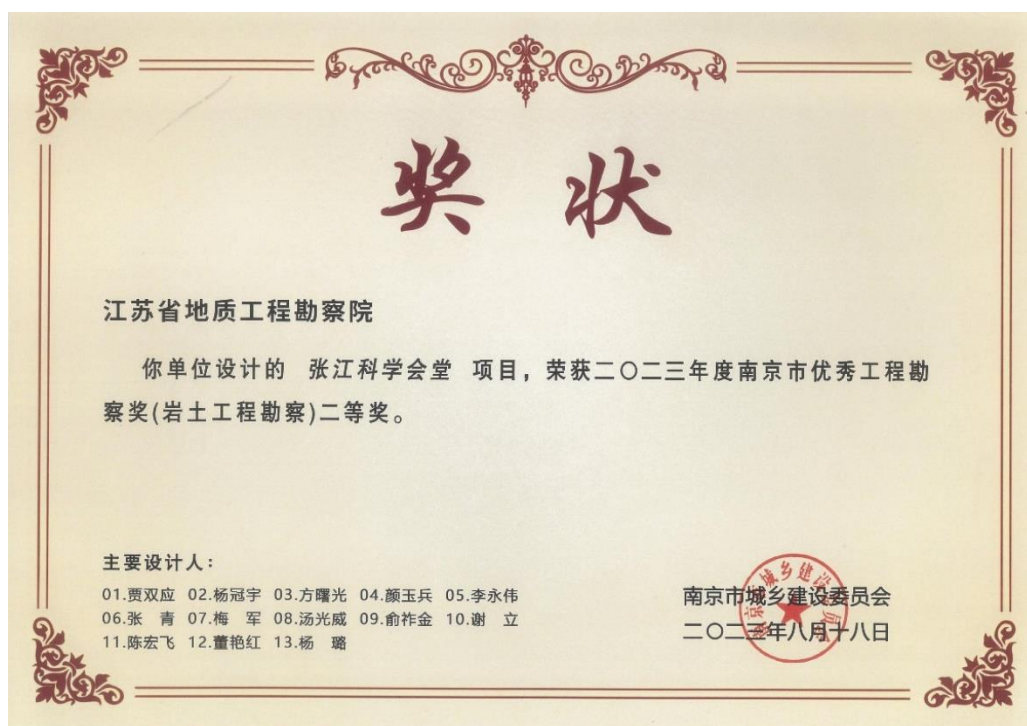 奖 状
江苏省地质工程勘察院
你单位设计的 张江科学会堂 项目，荣获二〇二三年度南京市优秀工程勘
察奖(岩土工程勘察)二等奖。
主要设计人：
01.贾双应 02.杨冠宇 03.方曙光 04.颜玉兵 05.李永伟
06.张 青 07.梅 军 08.汤光威 09.俞祚金 10.谢 立
11.陈宏飞 12.董艳红 13.杨 璐
南京市城乡建设委员会
二〇二三年八月十八日